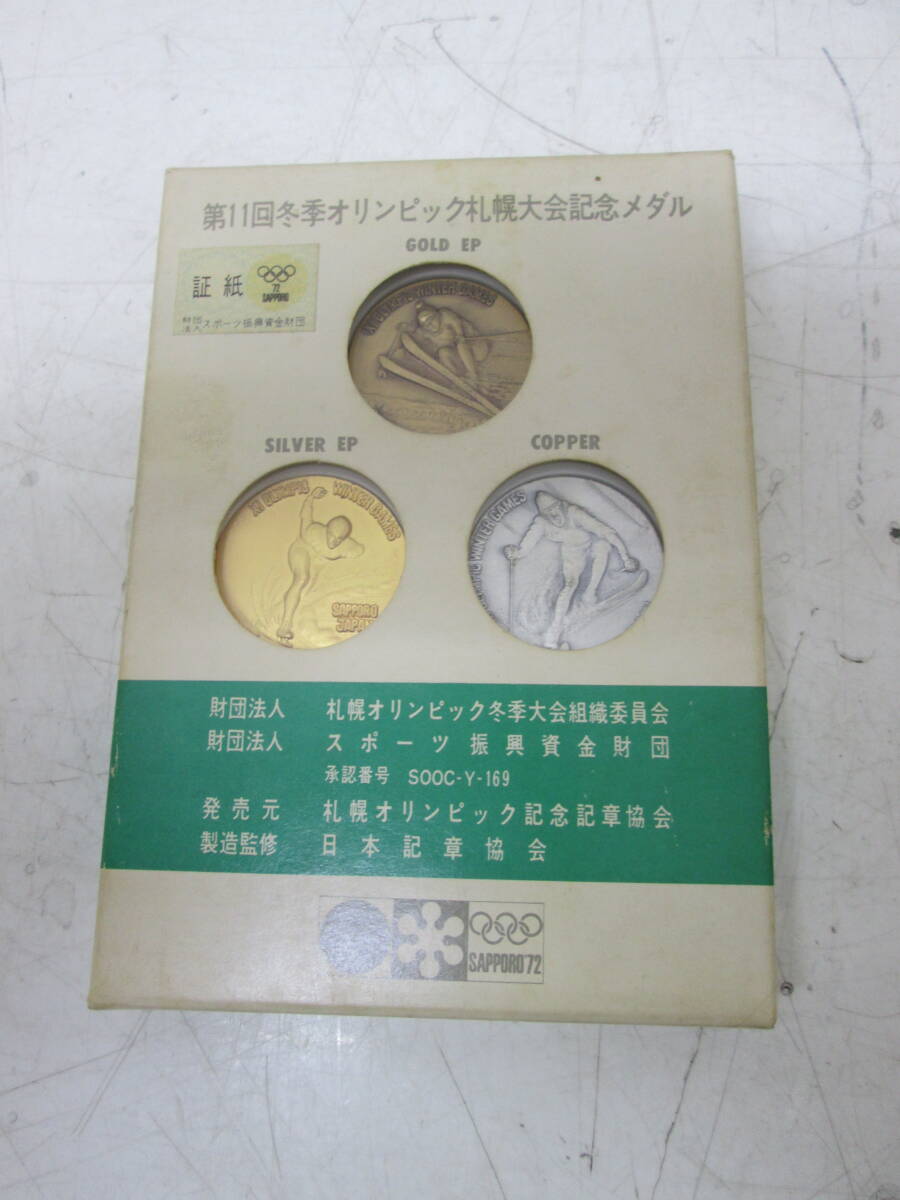 第11回冬季オリンピック札幌大会記念メダル
GOLD EP
証紙
'72
SAPPORO
財団法人スポーツ振興資金財団
WINTER GAMES
SILVER EP
COPPER
XI OLYMPIC
WINTER GAMES
SAPPORO
JAPAN
WINTER GAMES
財団法人 札幌オリンピック冬季大会組織委員会
財団法人 スポーツ振興資金財団
承認番号 SOOC-Y-169
発売元 札幌オリンピック記念記章協会
製造監修 日本記章協会
SAPPORO'72